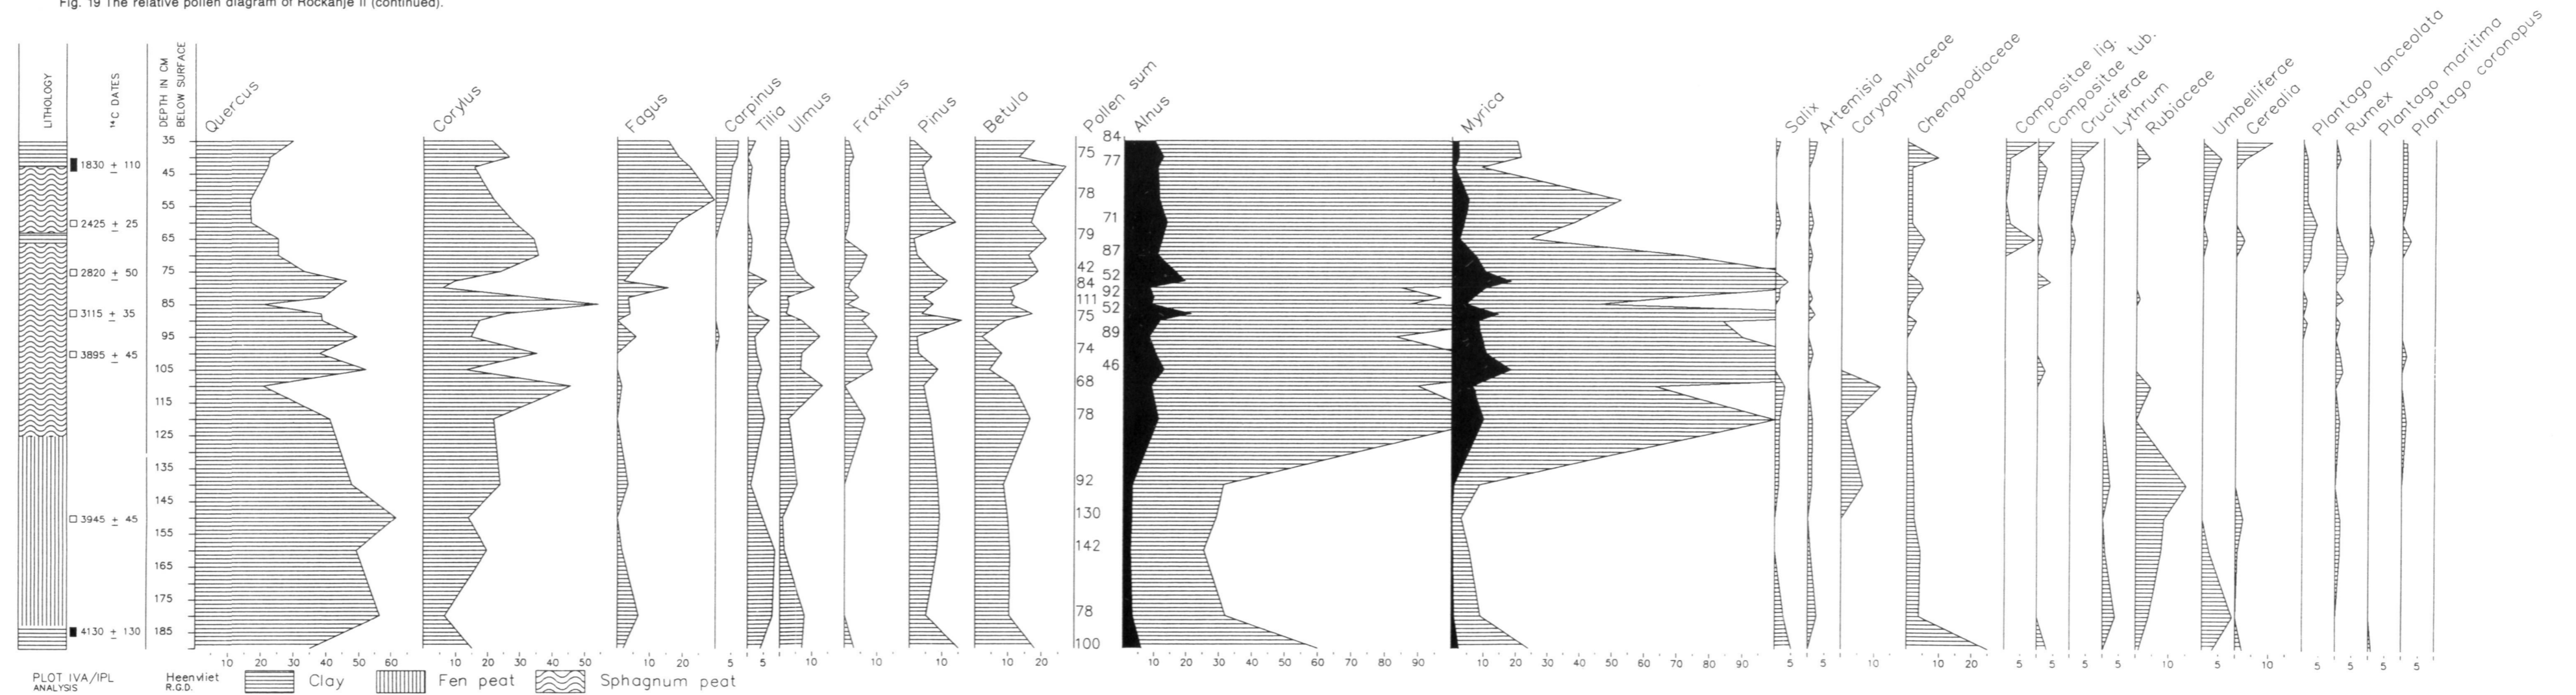 Fig. 19 The relative pollen diagram of Rockanje II (continued).
LITHOLOGY
14C DATES
DEPTH IN CM
BELOW SURFACE
Quercus
Corylus
Fagus
Carpinus
Tilia
Ulmus
Fraxinus
Pinus
Betula
Pollen sum
Alnus
Myrica
Salix
Artemisia
Caryophyllaceae
Chenopodiaceae
Compositae lig.
Compositae tub.
Cruciferae
Lythrum
Rubiaceae
Umbelliferae
Cerealia
Plantago lanceolata
Rumex
Plantago maritima
Plantago coronopus
1830 ± 110
2425 ± 25
2820 ± 50
3115 ± 35
3895 ± 45
3945 ± 45
4130 ± 130
35
45
55
65
75
85
95
105
115
125
135
145
155
165
175
185
84
75
77
78
71
79
87
42
52
84
92
111
52
75
89
74
46
68
78
92
130
142
78
100
10 20 30 40 50 60
10 20 30 40 50
10 20
5
5
10
10
10
10 20
10 20 30 40 50 60 70 80 90
10 20 30 40 50 60 70 80 90
5
5
10 20
5
5
5
5
10
5
10
5
5
5
5
PLOT IVA/IPL
ANALYSIS
Heenvliet
R.G.D.
Clay
Fen peat
Sphagnum peat